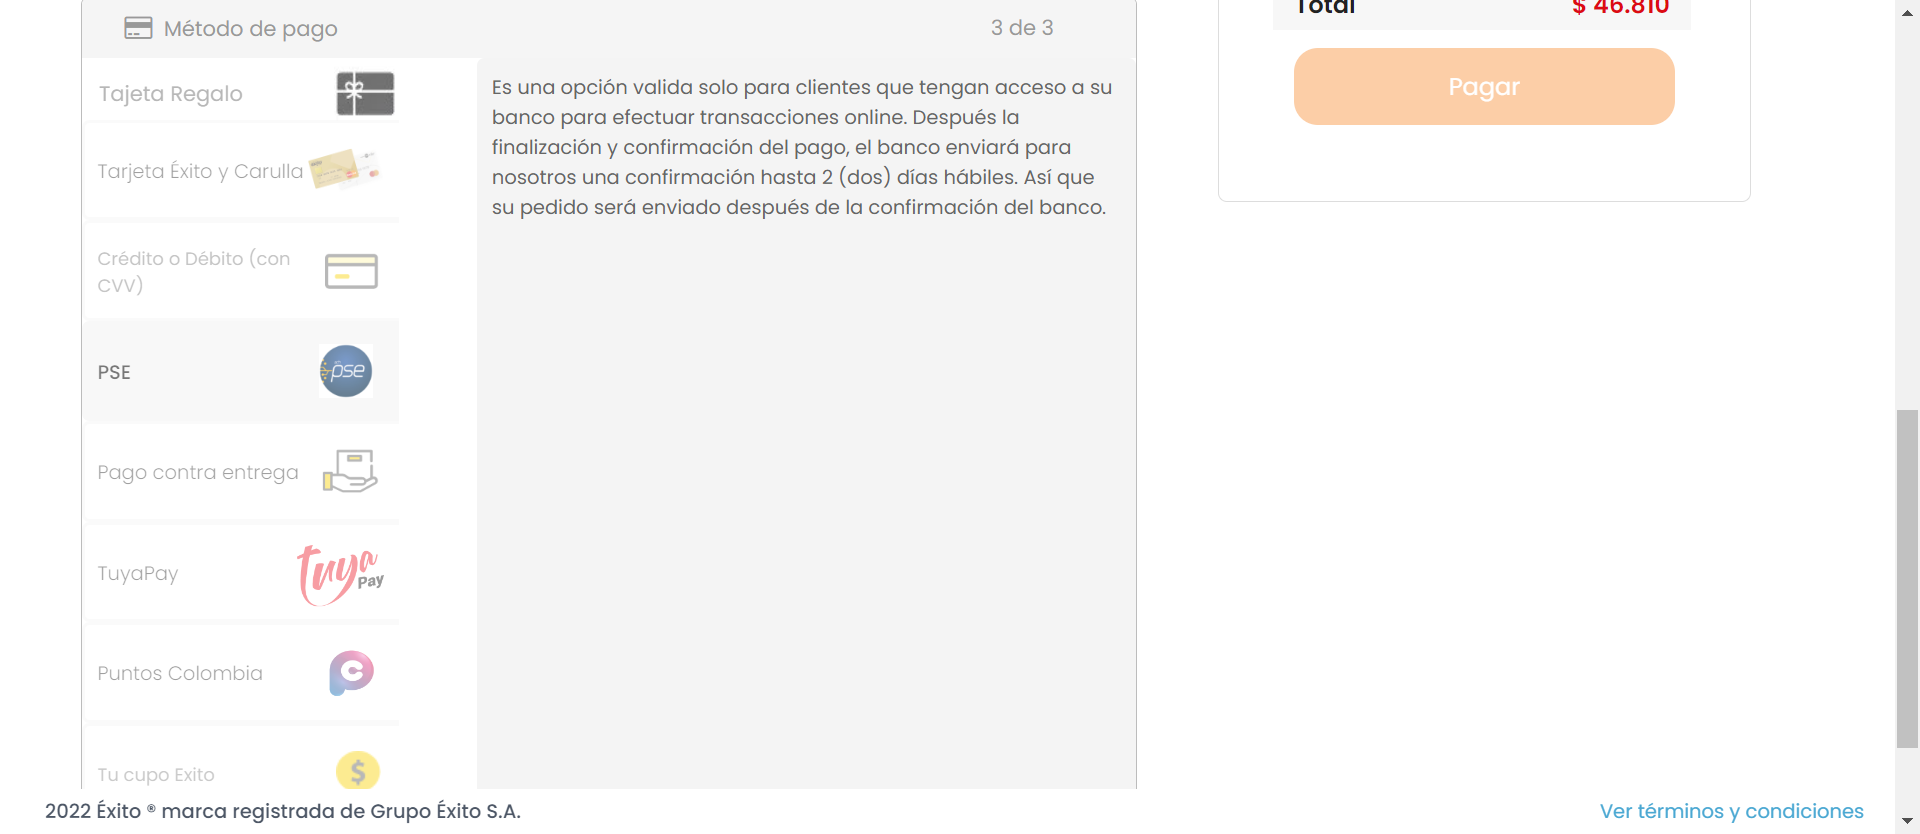 Método de pago
3 de 3
Tajeta Regalo
Tarjeta Éxito y Carulla
Crédito o Débito (con
CVV)
PSE
pse
Pago contra entrega
TuyaPay
tuya
Pay
Puntos Colombia
Tu cupo Exito
$
Es una opción valida solo para clientes que tengan acceso a su
banco para efectuar transacciones online. Después la
finalización y confirmación del pago, el banco enviará para
nosotros una confirmación hasta 2 (dos) días hábiles. Así que
su pedido será enviado después de la confirmación del banco.
Total $ 46.810
Pagar
2022 Éxito ® marca registrada de Grupo Éxito S.A.
Ver términos y condiciones